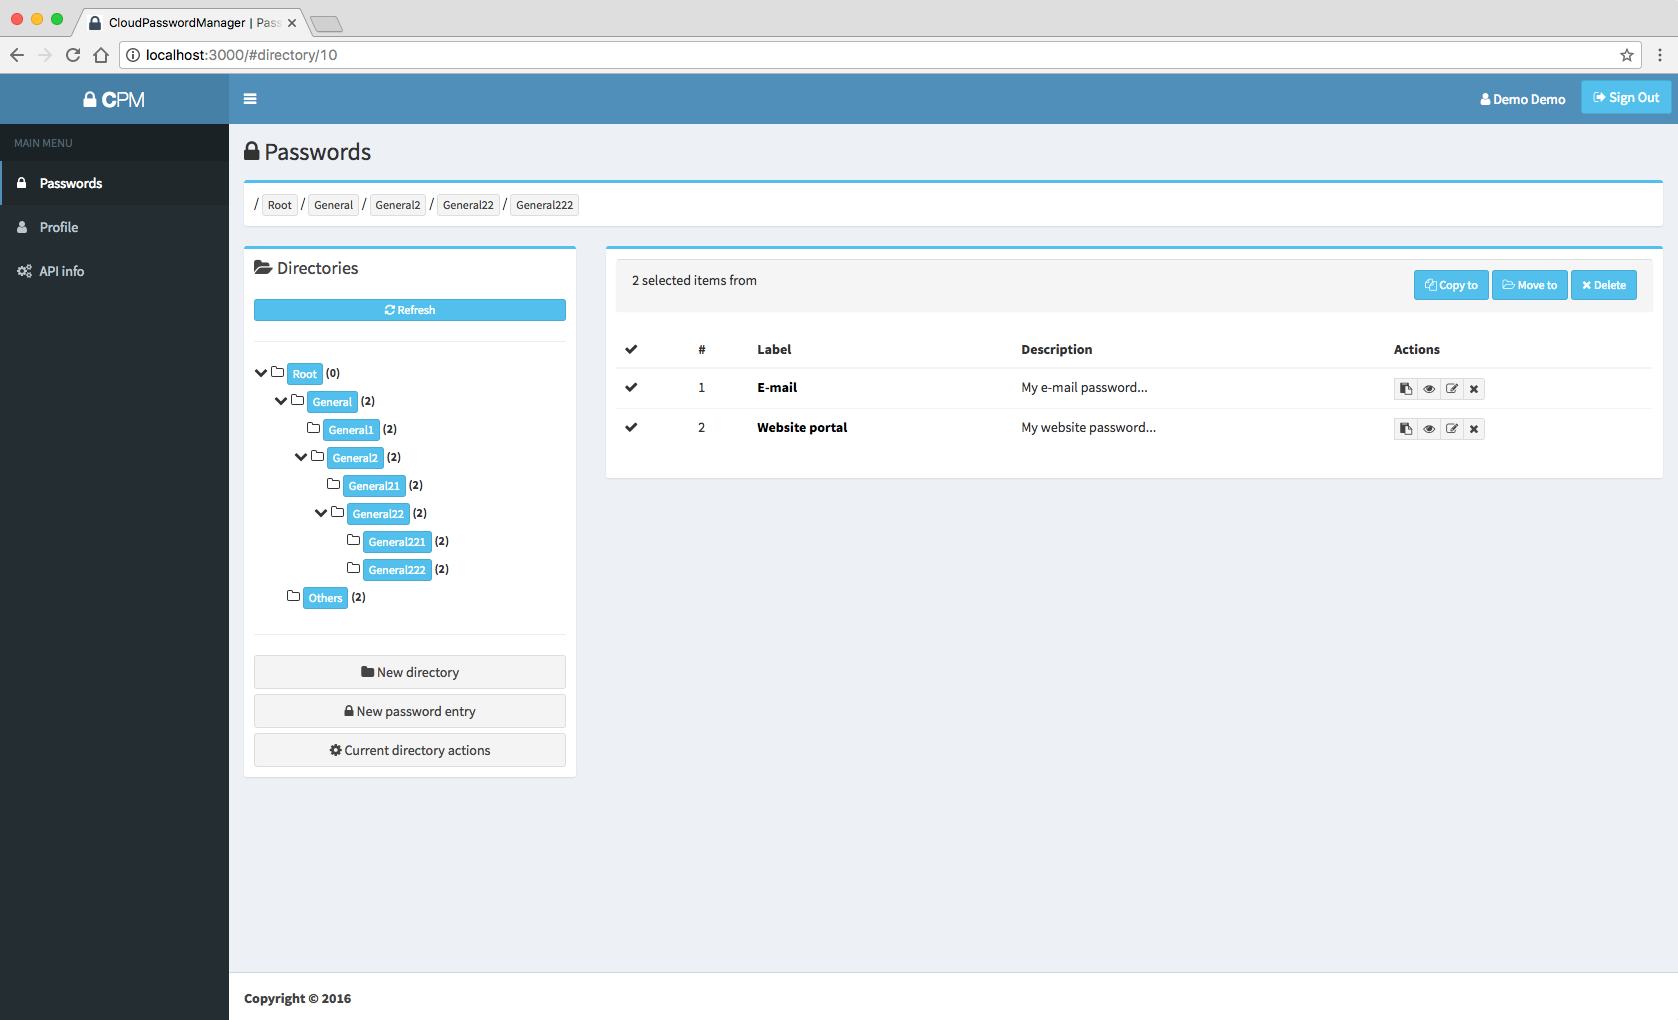 CloudPasswordManager | Pass
localhost:3000/#directory/10
CPM
Demo Demo
Sign Out
MAIN MENU
Passwords
Profile
API info
Passwords
/ Root / General / General2 / General22 / General222
Directories
Refresh
Root (0)
General (2)
General1 (2)
General2 (2)
General21 (2)
General22 (2)
General221 (2)
General222 (2)
Others (2)
New directory
New password entry
Current directory actions
2 selected items from
Copy to
Move to
Delete
# Label Description Actions
1 E-mail My e-mail password...
2 Website portal My website password...
Copyright © 2016